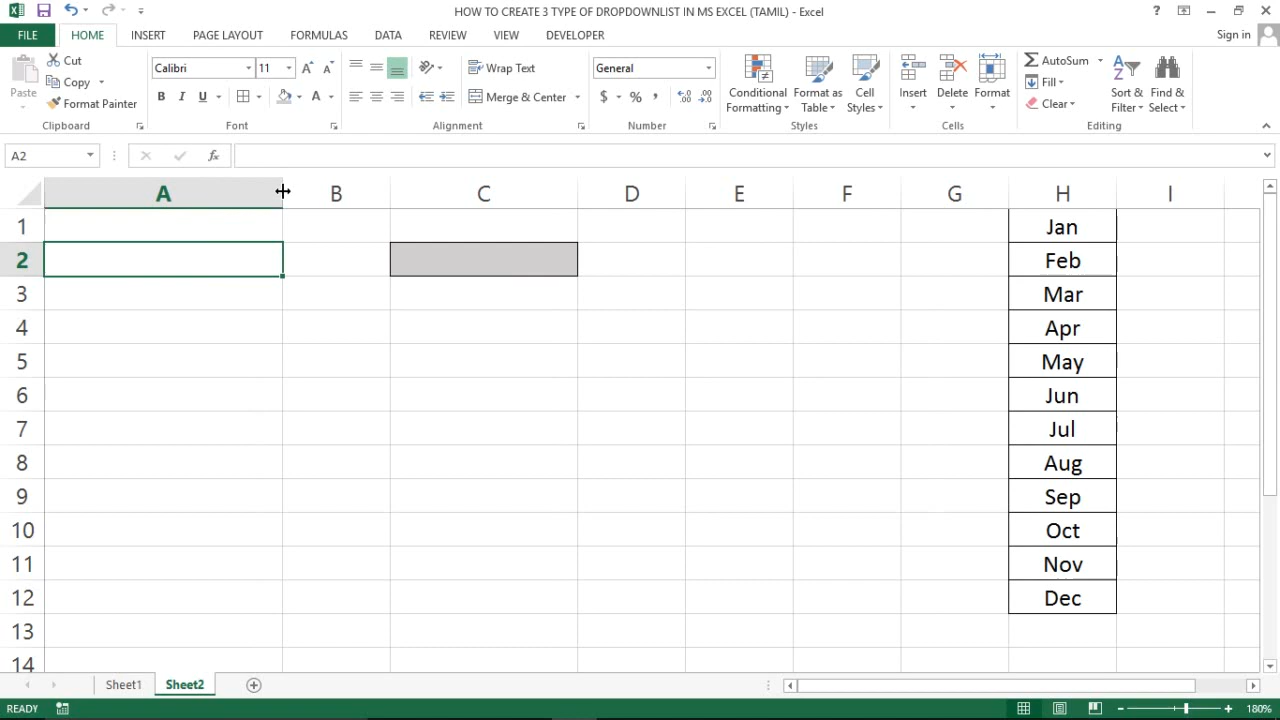 HOW TO CREATE 3 TYPE OF DROPDOWNLIST IN MS EXCEL (TAMIL) - Excel
?
FILE HOME INSERT PAGE LAYOUT FORMULAS DATA REVIEW VIEW DEVELOPER Sign in
Paste
Cut
Copy
Format Painter
Clipboard
Calibri 11
B I U
Font
Wrap Text
Merge & Center
Alignment
General
$ % ,
Number
Conditional Formatting
Format as Table
Cell Styles
Styles
Insert
Delete
Format
Cells
AutoSum
Fill
Clear
Sort & Filter
Find & Select
Editing
A2 fx
A B C D E F G H I
1 Jan
2 Feb
3 Mar
4 Apr
5 May
6 Jun
7 Jul
8 Aug
9 Sep
10 Oct
11 Nov
12 Dec
13
14
Sheet1 Sheet2
READY 180%